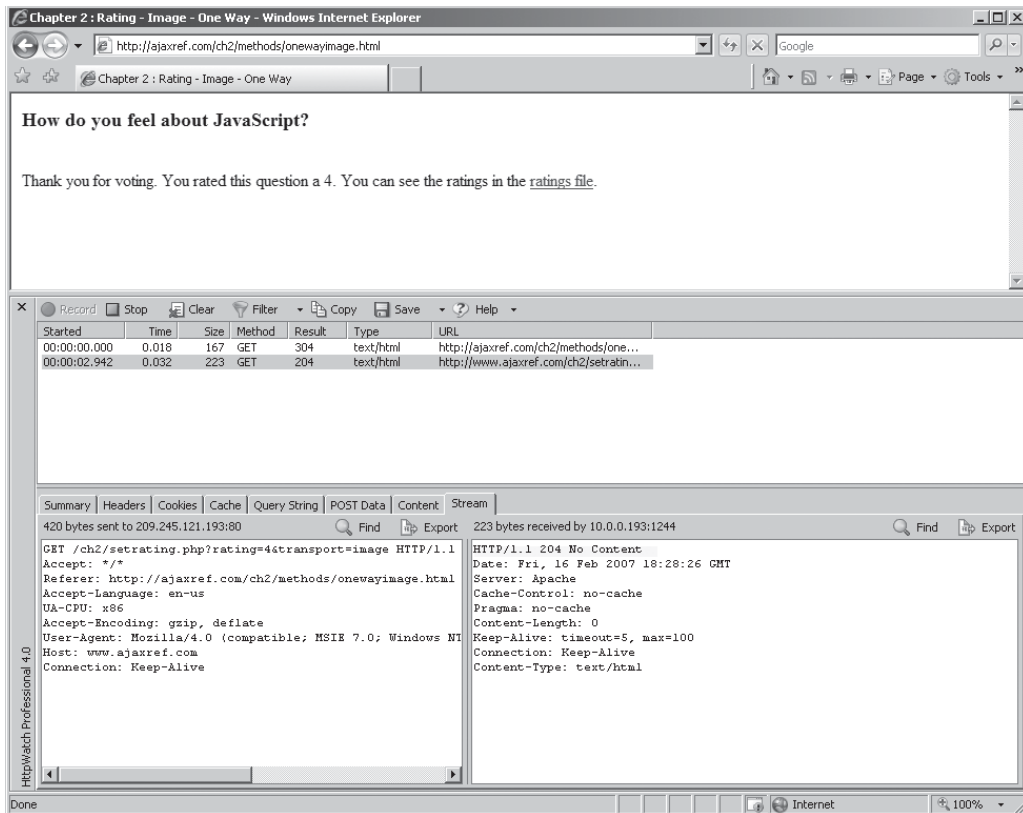 Chapter 2 : Rating - Image - One Way - Windows Internet Explorer
http://ajaxref.com/ch2/methods/onewayimage.html
Google
Chapter 2 : Rating - Image - One Way
Page
Tools
»
How do you feel about JavaScript?
Thank you for voting. You rated this question a 4. You can see the ratings in the ratings file.
Record Stop Clear Filter Copy Save Help
Started Time Size Method Result Type URL
00:00:00.000 0.018 167 GET 304 text/html http://ajaxref.com/ch2/methods/one...
00:00:02.942 0.032 223 GET 204 text/html http://www.ajaxref.com/ch2/setratin...
Summary Headers Cookies Cache Query String POST Data Content Stream
420 bytes sent to 209.245.121.193:80 Find Export
GET /ch2/setrating.php?rating=4&transport=image HTTP/1.1
Accept: */*
Referer: http://ajaxref.com/ch2/methods/onewayimage.html
Accept-Language: en-us
UA-CPU: x86
Accept-Encoding: gzip, deflate
User-Agent: Mozilla/4.0 (compatible; MSIE 7.0; Windows NT
Host: www.ajaxref.com
Connection: Keep-Alive
223 bytes received by 10.0.0.193:1244 Find Export
HTTP/1.1 204 No Content
Date: Fri, 16 Feb 2007 18:28:26 GMT
Server: Apache
Cache-Control: no-cache
Pragma: no-cache
Content-Length: 0
Keep-Alive: timeout=5, max=100
Connection: Keep-Alive
Content-Type: text/html
HttpWatch Professional 4.0
Done
Internet
100%